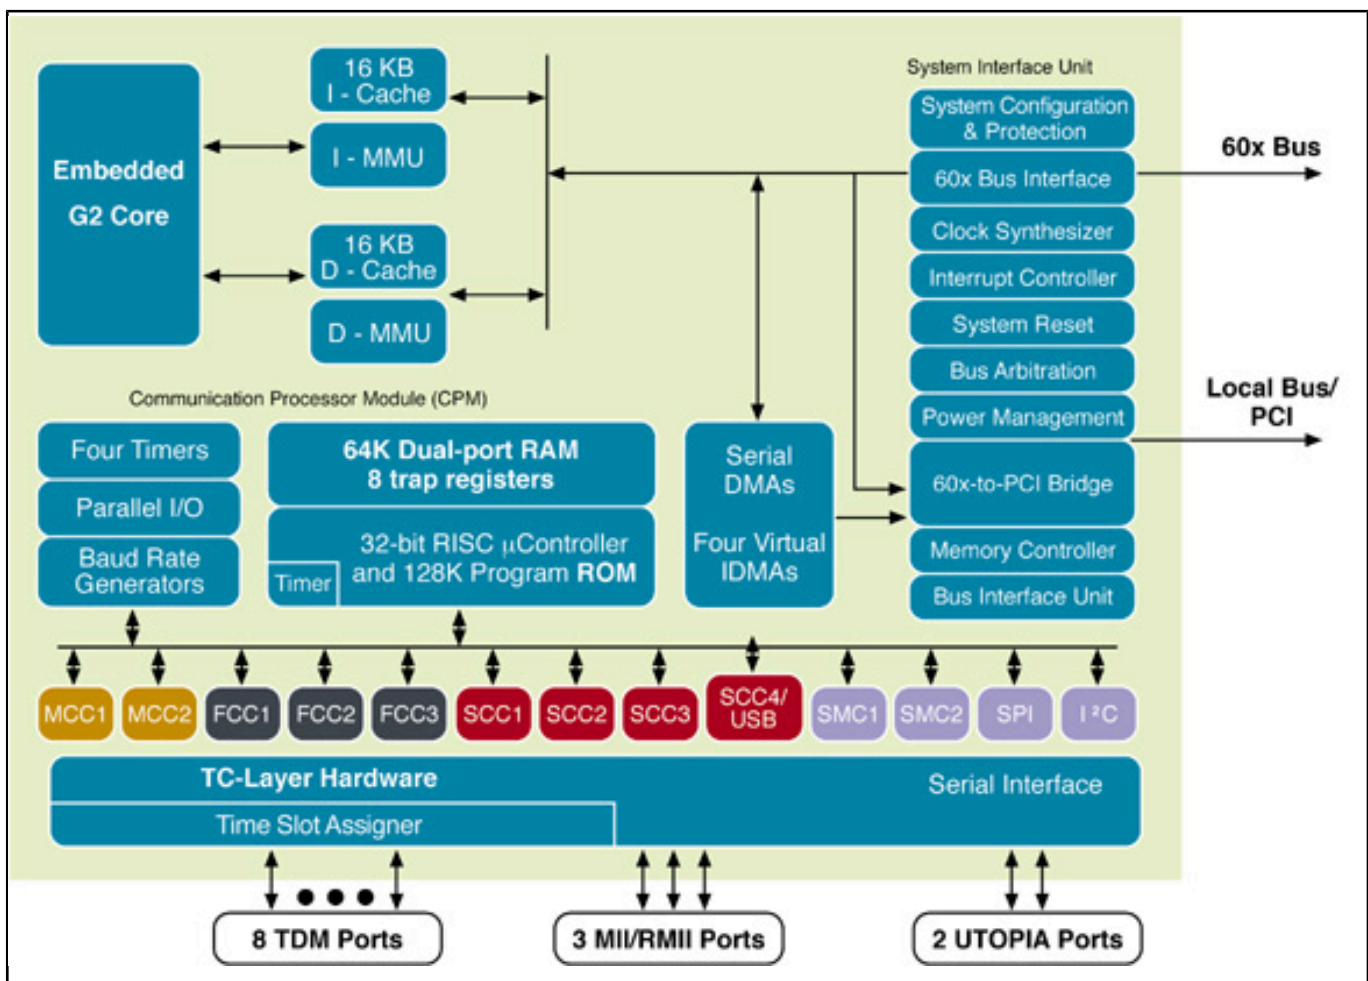 16 KB
I - Cache
I - MMU
Embedded
G2 Core
16 KB
D - Cache
D - MMU
System Interface Unit
System Configuration
& Protection
60x Bus Interface
Clock Synthesizer
Interrupt Controller
System Reset
Bus Arbitration
Power Management
60x-to-PCI Bridge
Memory Controller
Bus Interface Unit
60x Bus
Local Bus/
PCI
Communication Processor Module (CPM)
Four Timers
Parallel I/O
Baud Rate
Generators
64K Dual-port RAM
8 trap registers
32-bit RISC µController
and 128K Program ROM
Timer
Serial
DMAs
Four Virtual
IDMAs
MCC1
MCC2
FCC1
FCC2
FCC3
SCC1
SCC2
SCC3
SCC4/
USB
SMC1
SMC2
SPI
I²C
TC-Layer Hardware
Serial Interface
Time Slot Assigner
8 TDM Ports
3 MII/RMII Ports
2 UTOPIA Ports